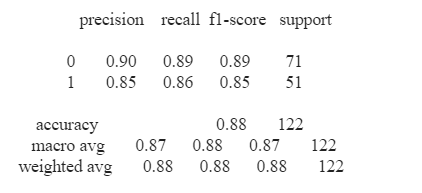 precision recall f1-score support
0 0.90 0.89 0.89 71
1 0.85 0.86 0.85 51
accuracy 0.88 122
macro avg 0.87 0.88 0.87 122
weighted avg 0.88 0.88 0.88 122